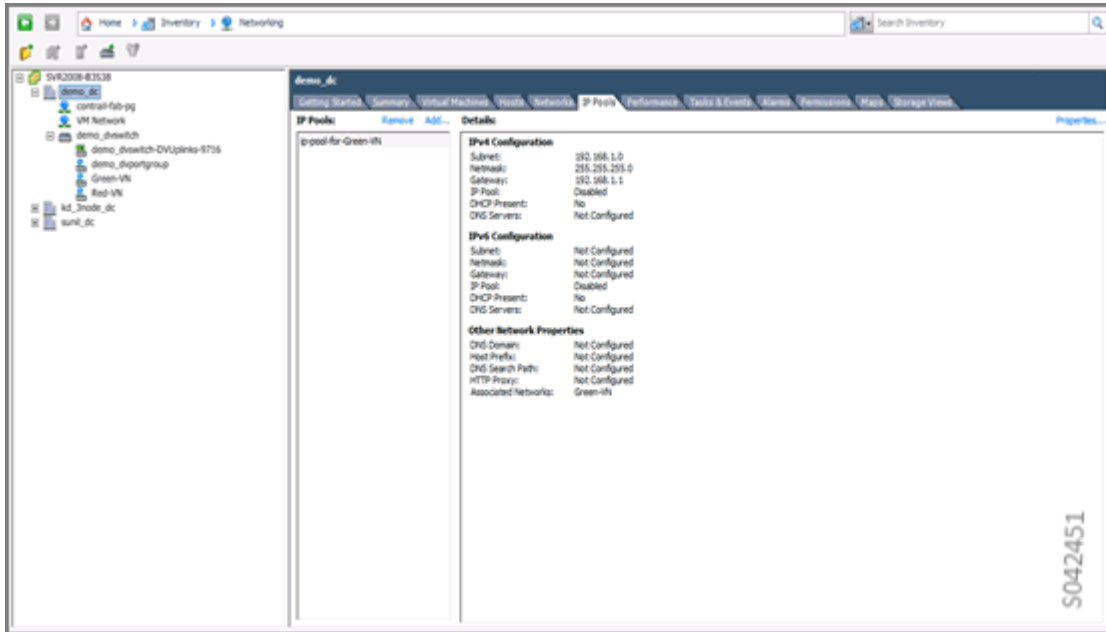 Home Inventory Networking
Search Inventory
SVR2008-B3538
demo_dc
contrail-fab-pg
VM Network
demo_dvswitch
demo_dvswitch-DVUplinks-9716
demo_dvportgroup
Green-VN
Red-VN
kd_3node_dc
sunil_dc
demo_dc
Getting Started Summary Virtual Machines Hosts Networks IP Pools Performance Tasks & Events Alarms Permissions Maps Storage Views
IP Pools: Remove Add...
ip-pool-for-Green-VN
Details: Properties...
IPv4 Configuration
Subnet: 192.168.1.0
Netmask: 255.255.255.0
Gateway: 192.168.1.1
IP Pool: Disabled
DHCP Present: No
DNS Servers: Not Configured
IPv6 Configuration
Subnet: Not Configured
Netmask: Not Configured
Gateway: Not Configured
IP Pool: Disabled
DHCP Present: No
DNS Servers: Not Configured
Other Network Properties
DNS Domain: Not Configured
Host Prefix: Not Configured
DNS Search Path: Not Configured
HTTP Proxy: Not Configured
Associated Networks: Green-VN
S042451